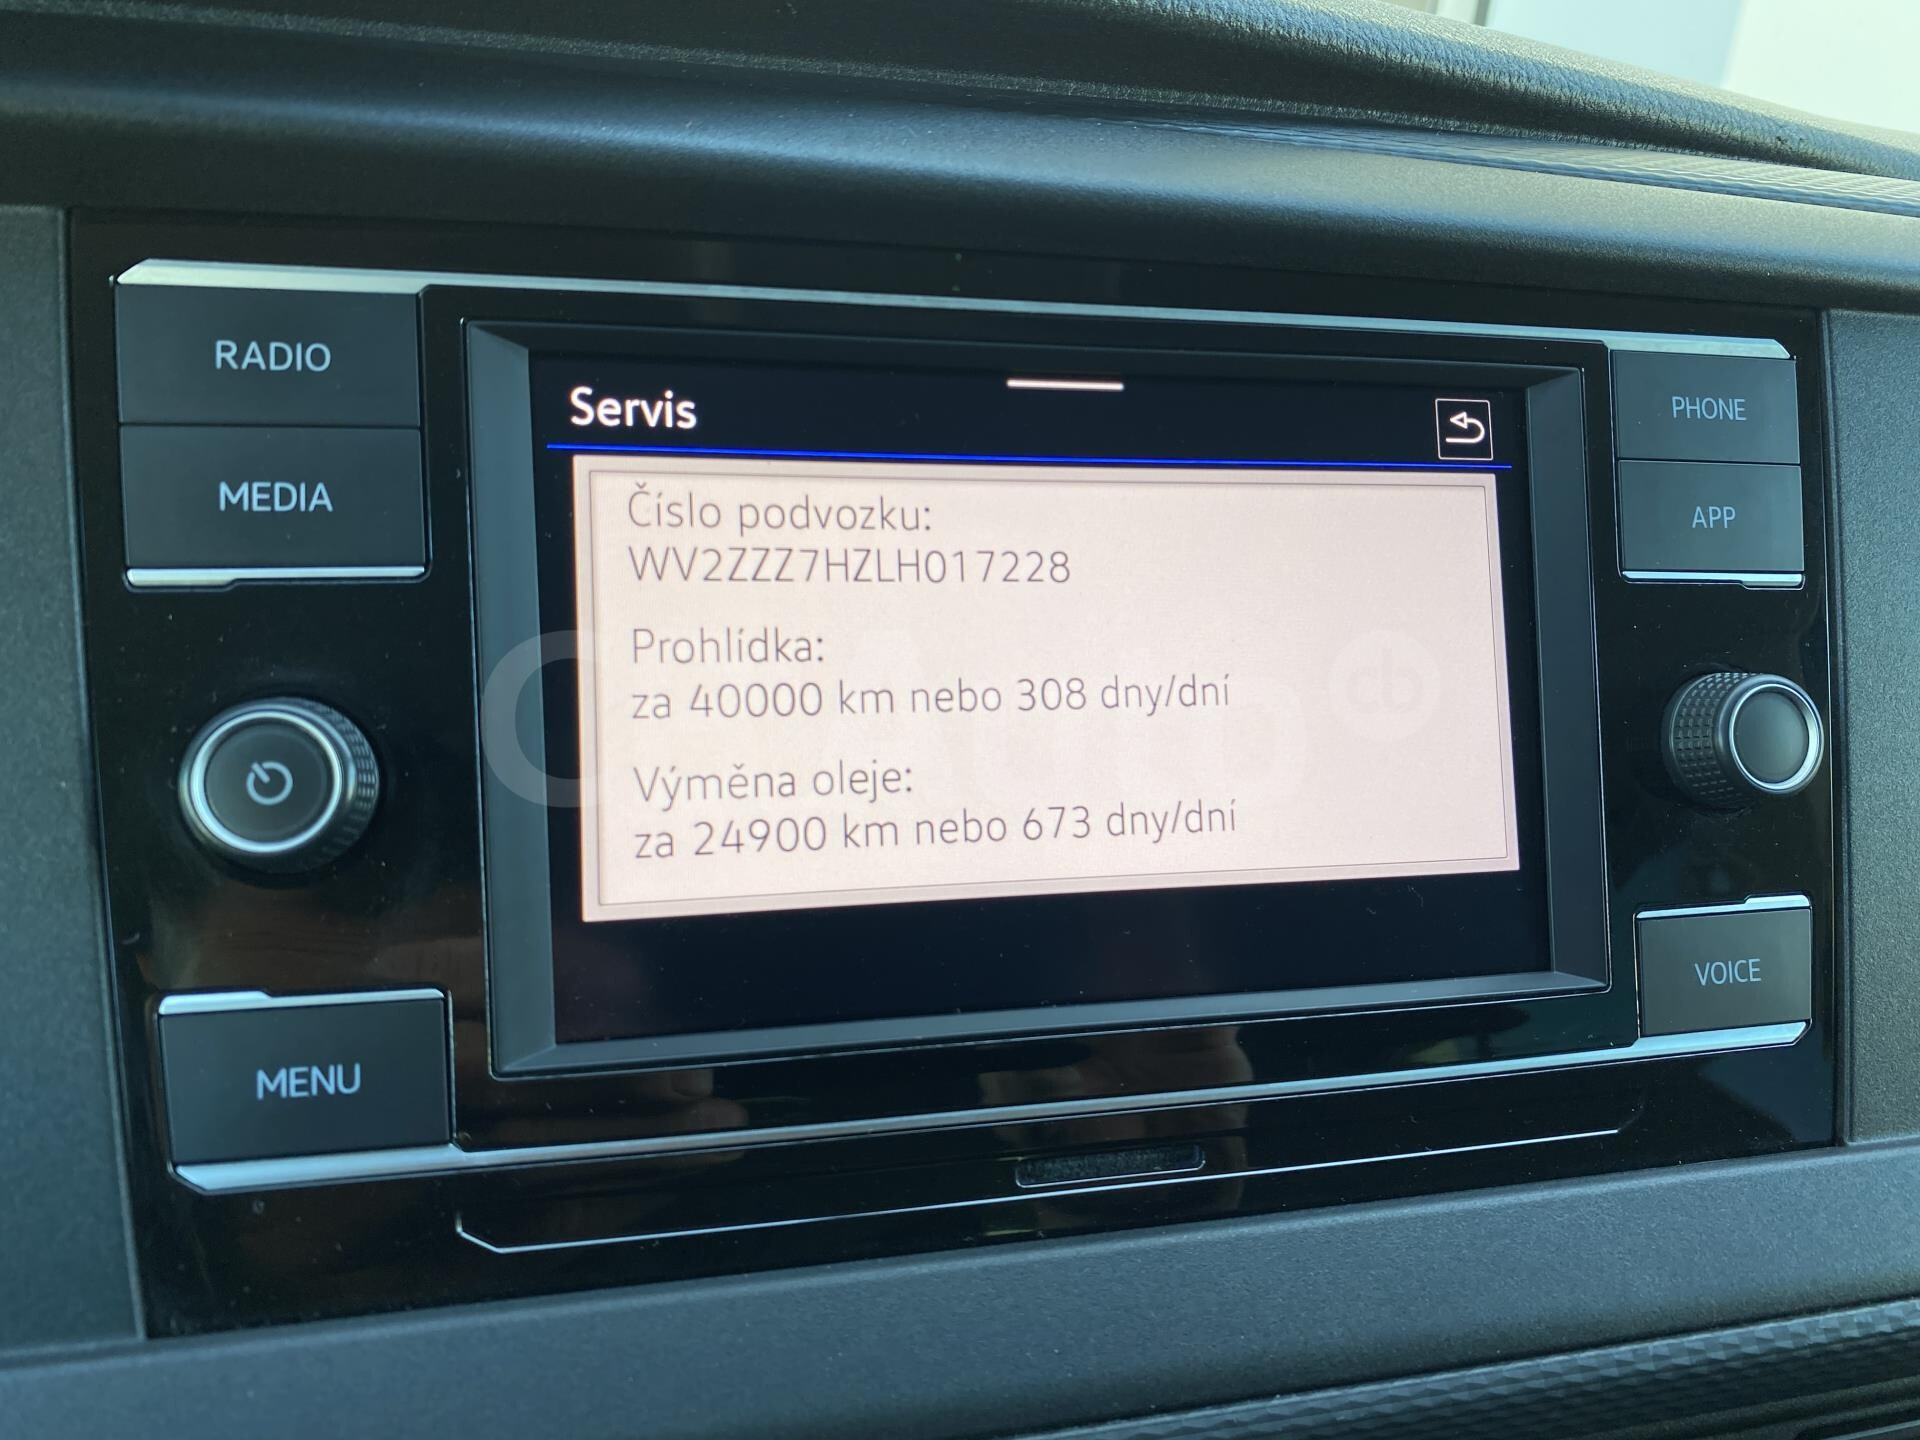 RADIO
MEDIA
MENU
Servis
Číslo podvozku:
WV2ZZZ7HZLH017228
Prohlídka:
za 40000 km nebo 308 dny/dní
Výměna oleje:
za 24900 km nebo 673 dny/dní
PHONE
APP
VOICE
cb